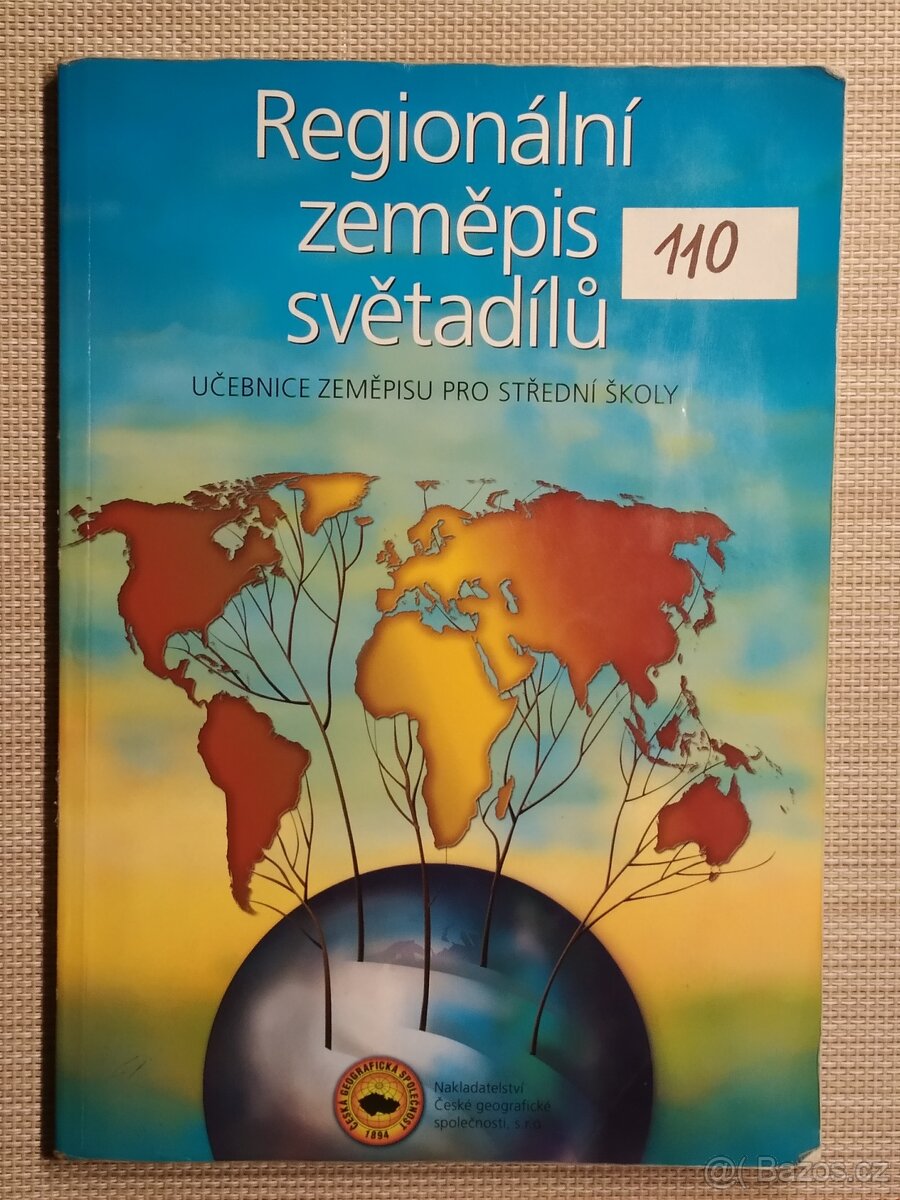 Regionální
zeměpis
světadílů
110
UČEBNICE ZEMĚPISU PRO STŘEDNÍ ŠKOLY
ČESKÁ GEOGRAFICKÁ SPOLEČNOST
1894
Nakladatelství
České geografické
společnosti, s.r.o.
@( Bazos.cz